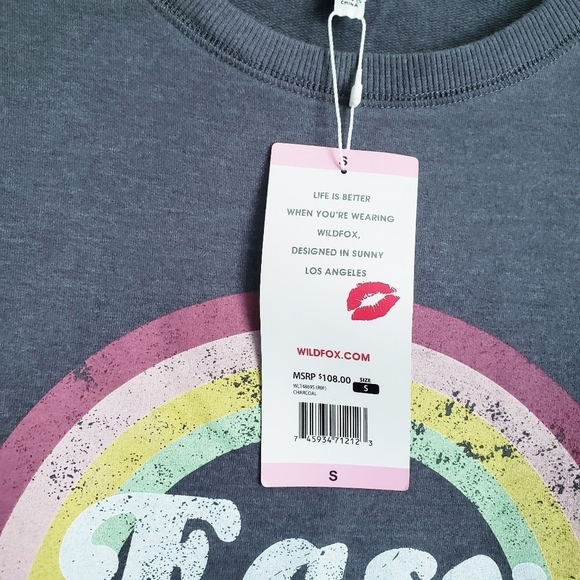 CHINA
S
LIFE IS BETTER
WHEN YOU'RE WEARING
WILDFOX,
DESIGNED IN SUNNY
LOS ANGELES
WILDFOX.COM
MSRP $108.00 SIZE
S
CHARCOAL
7 45934 71212 3
S